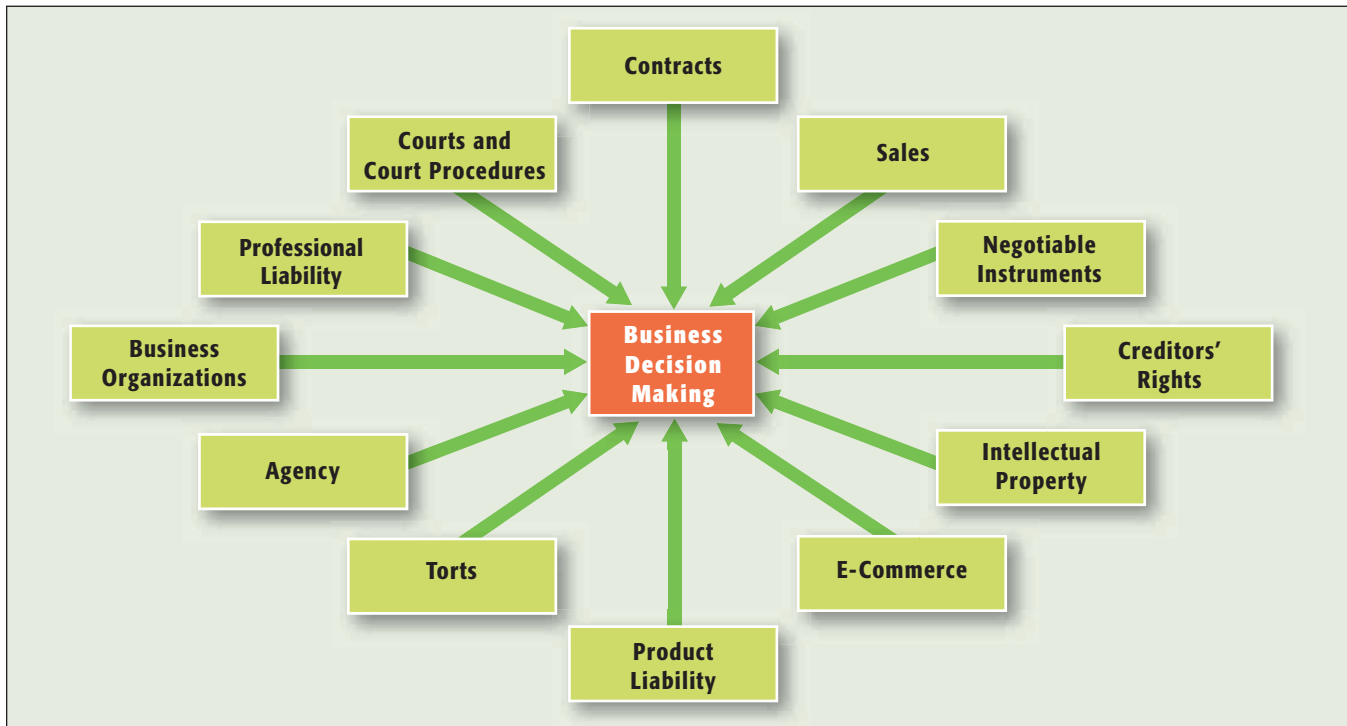 Contracts
Courts and
Court Procedures
Sales
Professional
Liability
Negotiable
Instruments
Business
Organizations
Business
Decision
Making
Creditors’
Rights
Agency
Intellectual
Property
Torts
E-Commerce
Product
Liability